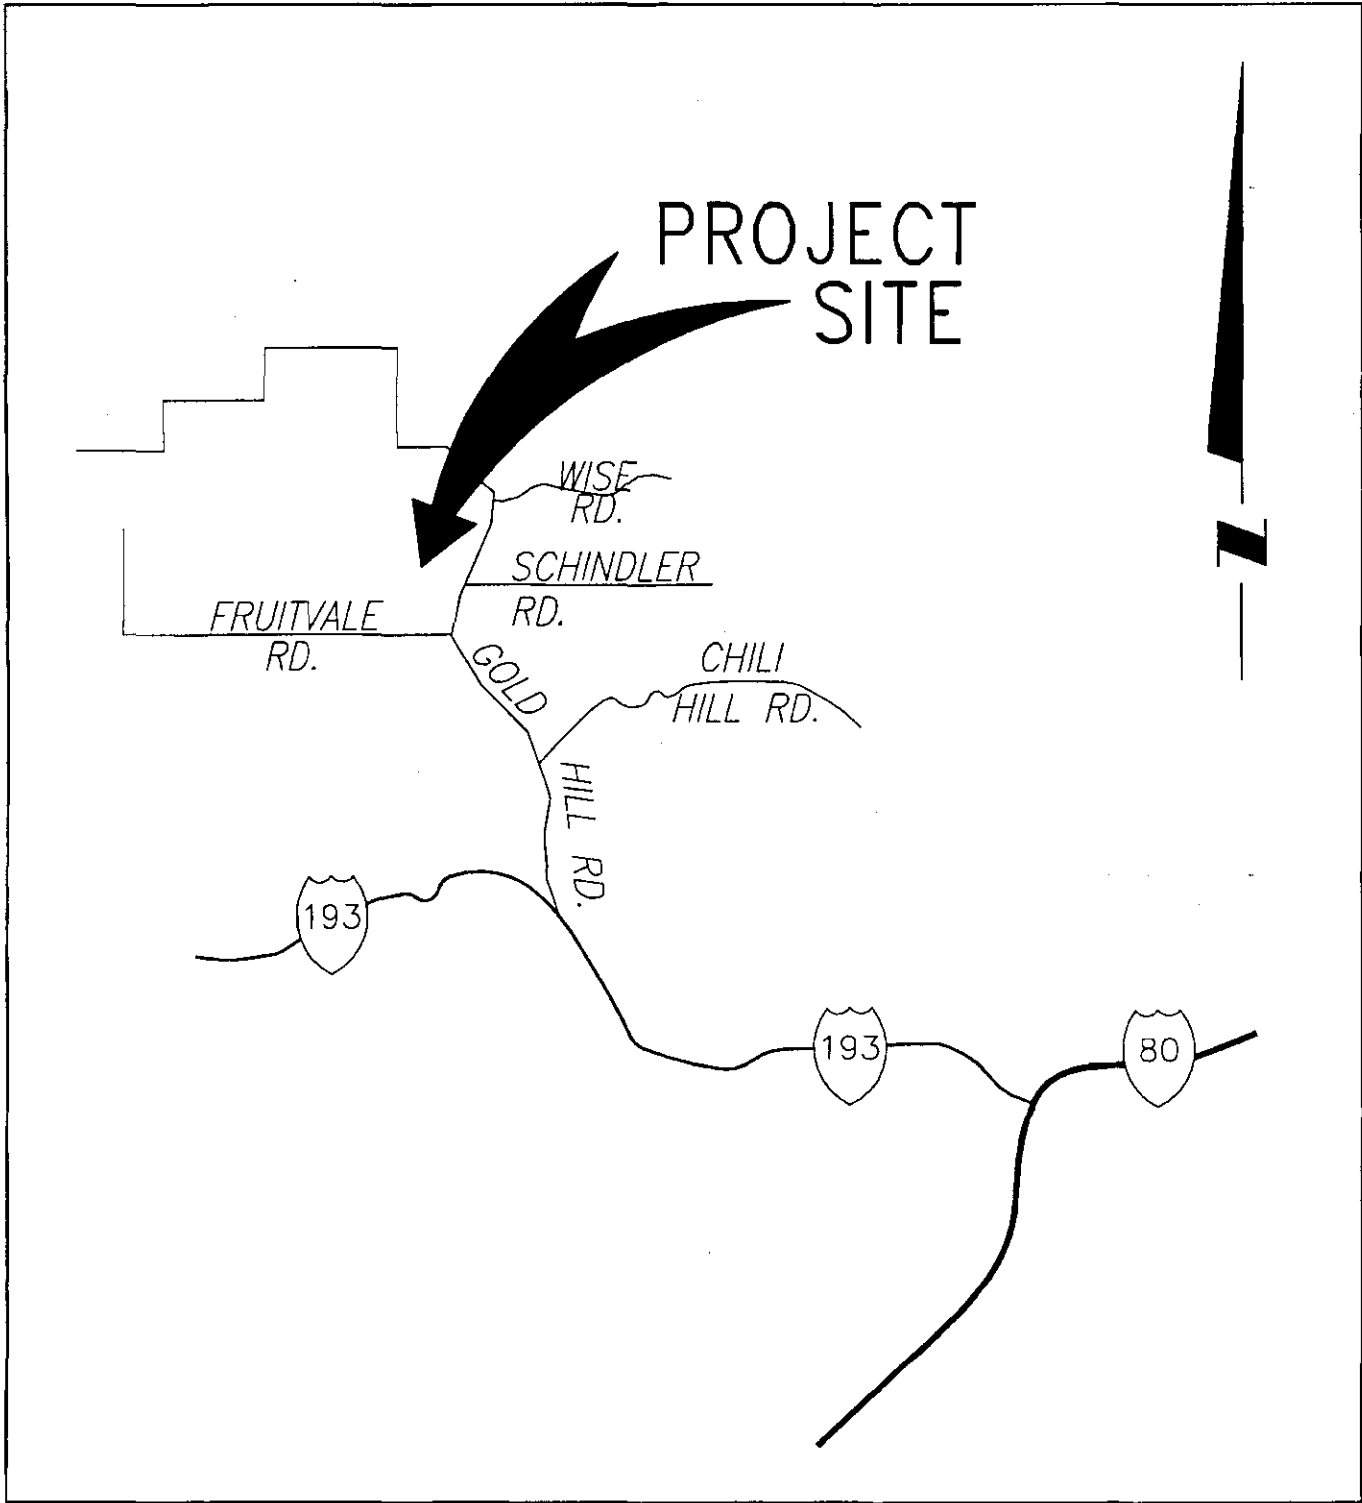 PROJECT
SITE
WISE
RD.
SCHINDLER
RD.
FRUITVALE
RD.
GOLD
HILL RD.
CHILI
HILL RD.
193
193
80
N